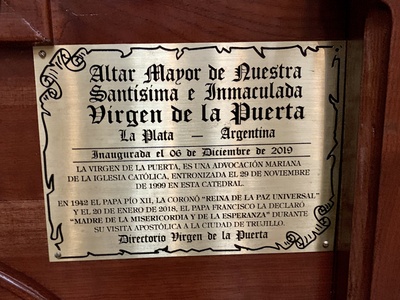 Altar Mayor de Nuestra
Santísima e Inmaculada
Virgen de la Puerta
La Plata — Argentina
Inaugurada el 06 de Diciembre de 2019
LA VIRGEN DE LA PUERTA, ES UNA ADVOCACIÓN MARIANA
DE LA IGLESIA CATÓLICA, ENTRONIZADA EL 29 DE NOVIEMBRE
DE 1999 EN ESTA CATEDRAL.
EN 1942 EL PAPA PÍO XII, LA CORONÓ "REINA DE LA PAZ UNIVERSAL"
Y EL 20 DE ENERO DE 2018, EL PAPA FRANCISCO LA DECLARÓ
"MADRE DE LA MISERICORDIA Y DE LA ESPERANZA" DURANTE
SU VISITA APOSTÓLICA A LA CIUDAD DE TRUJILLO.
Directorio Virgen de la Puerta